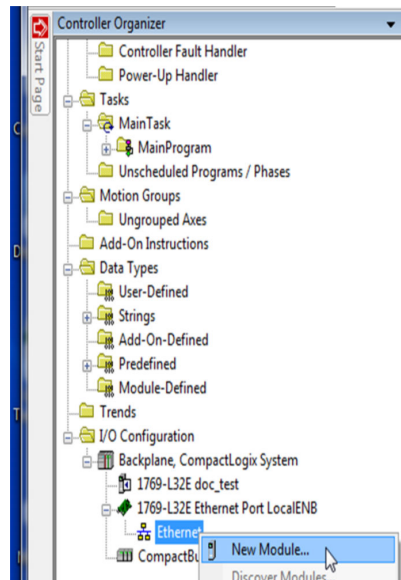 Controller Organizer
Start Page
Controller Fault Handler
Power-Up Handler
Tasks
MainTask
MainProgram
Unscheduled Programs / Phases
Motion Groups
Ungrouped Axes
Add-On Instructions
Data Types
User-Defined
Strings
Add-On-Defined
Predefined
Module-Defined
Trends
I/O Configuration
Backplane, CompactLogix System
1769-L32E doc_test
1769-L32E Ethernet Port LocalENB
Ethernet
New Module...
CompactBu
Discover Modules